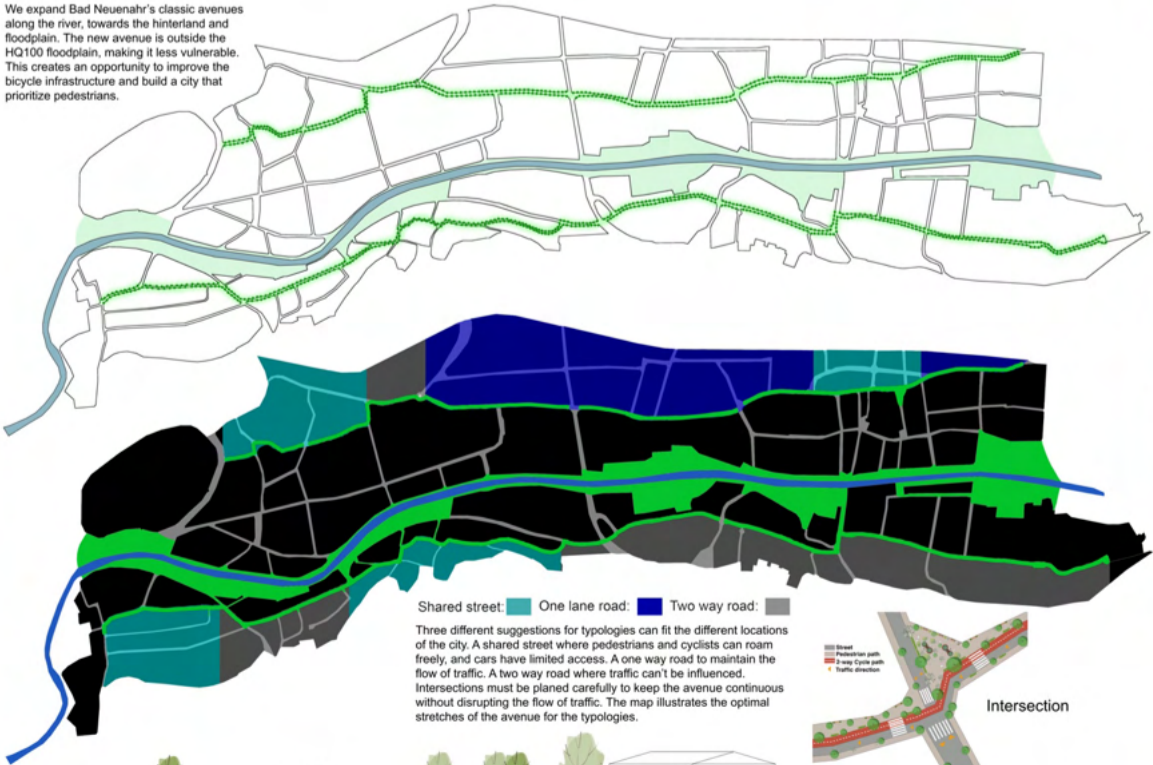 We expand Bad Neuenahr's classic avenues
along the river, towards the hinterland and
floodplain. The new avenue is outside the
HQ100 floodplain, making it less vulnerable.
This creates an opportunity to improve the
bicycle infrastructure and build a city that
prioritize pedestrians.
Shared street: One lane road: Two way road:
Three different suggestions for typologies can fit the different locations
of the city. A shared street where pedestrians and cyclists can roam
freely, and cars have limited access. A one way road to maintain the
flow of traffic. A two way road where traffic can't be influenced.
Intersections must be planed carefully to keep the avenue continuous
without disrupting the flow of traffic. The map illustrates the optimal
stretches of the avenue for the typologies.
Street
Pedestrian path
2-way Cycle path
Traffic direction
Intersection